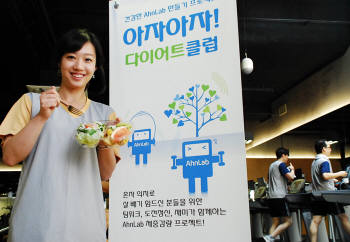 건강한 AhnLab 만들기 프로젝트
아자아자!
다이어트클럽
AhnLab
AhnLab
혼자 의지로
살 빼기 힘드신 분들을 위한
팀워크, 도전정신, 재미가 함께하는
AhnLab 체중감량 프로젝트!